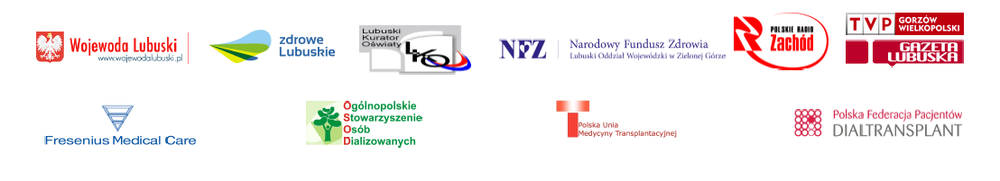 Wojewoda Lubuski
www.wojewodalubuski.pl
zdrowe
Lubuskie
Lubuski
Kurator
Oświaty
LKO
NFZ
Narodowy Fundusz Zdrowia
Lubuski Oddział Wojewódzki w Zielonej Górze
POLSKIE RADIO
Zachód
TVP GORZÓW
WIELKOPOLSKI
GAZETA
LUBUSKA
Fresenius Medical Care
Ogólnopolskie
Stowarzyszenie
Osób
Dializowanych
Polska Unia
Medycyny Transplantacyjnej
Polska Federacja Pacjentów
DIALTRANSPLANT